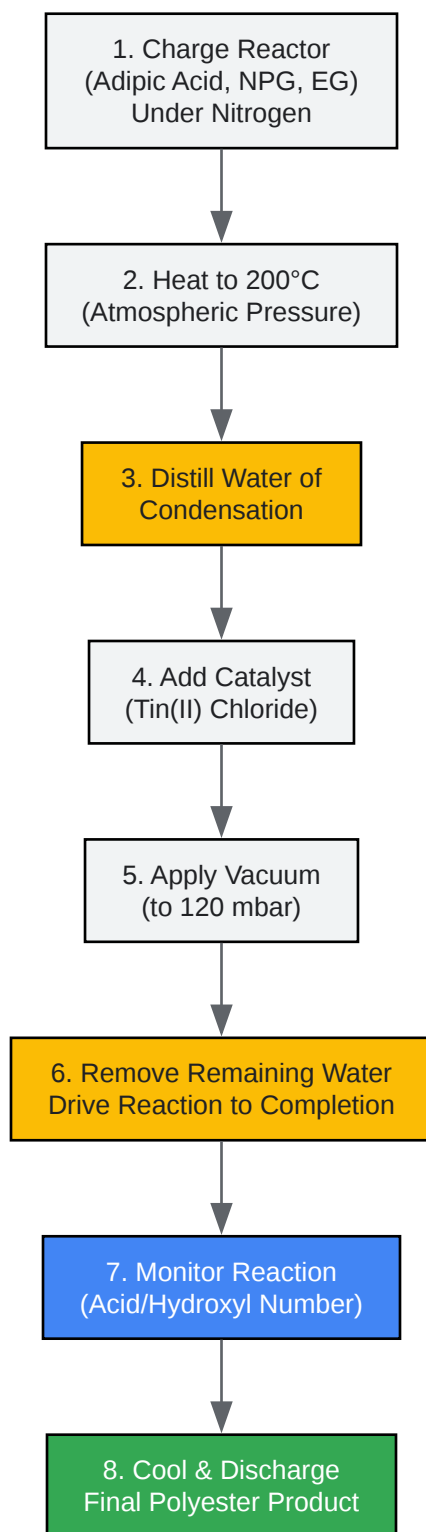 1. Charge Reactor
(Adipic Acid, NPG, EG)
Under Nitrogen
2. Heat to 200°C
(Atmospheric Pressure)
3. Distill Water of
Condensation
4. Add Catalyst
(Tin(II) Chloride)
5. Apply Vacuum
(to 120 mbar)
6. Remove Remaining Water
Drive Reaction to Completion
7. Monitor Reaction
(Acid/Hydroxyl Number)
8. Cool & Discharge
Final Polyester Product